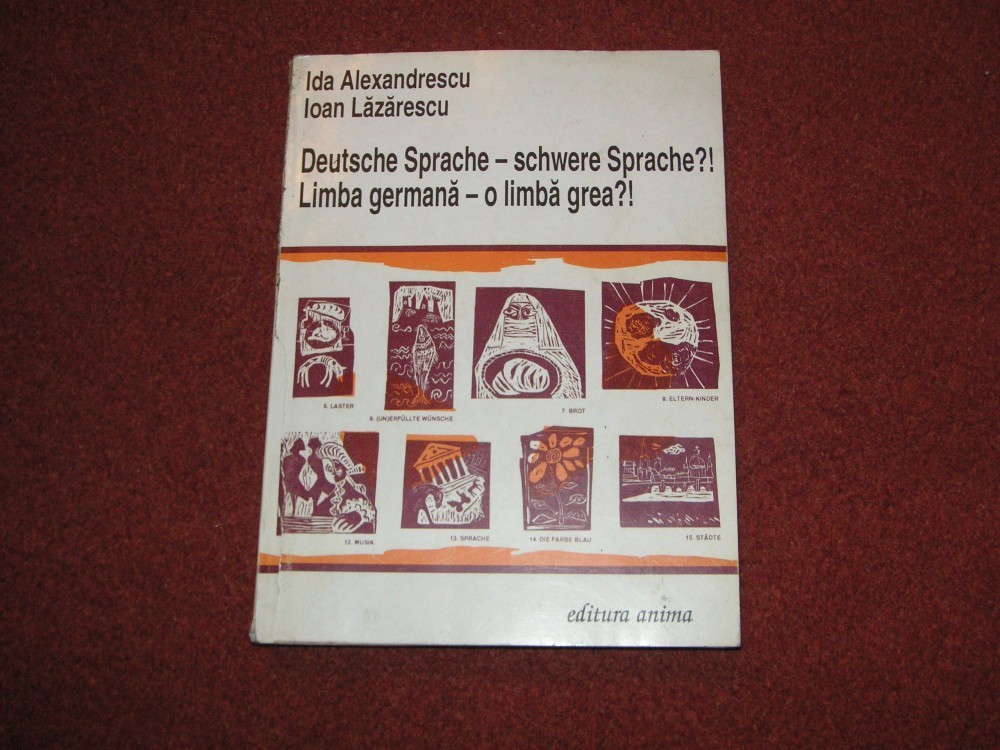 Ida Alexandrescu
Ioan Lăzărescu
Deutsche Sprache – schwere Sprache?!
Limba germană – o limbă grea?!
5. LASTER
6. (UN)ERFÜLLTE WÜNSCHE
7. BROT
8. ELTERN-KINDER
12. MUSIK
13. SPRACHE
14. DIE FARBE BLAU
15. STÄDTE
editura anima